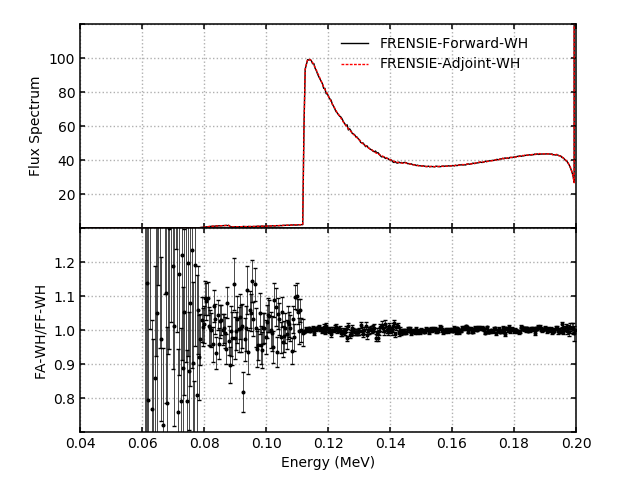 FRENSIE-Forward-WH
FRENSIE-Adjoint-WH
Flux Spectrum
100
80
60
40
20
FA-WH/FF-WH
1.2
1.1
1.0
0.9
0.8
0.04 0.06 0.08 0.10 0.12 0.14 0.16 0.18 0.20
Energy (MeV)